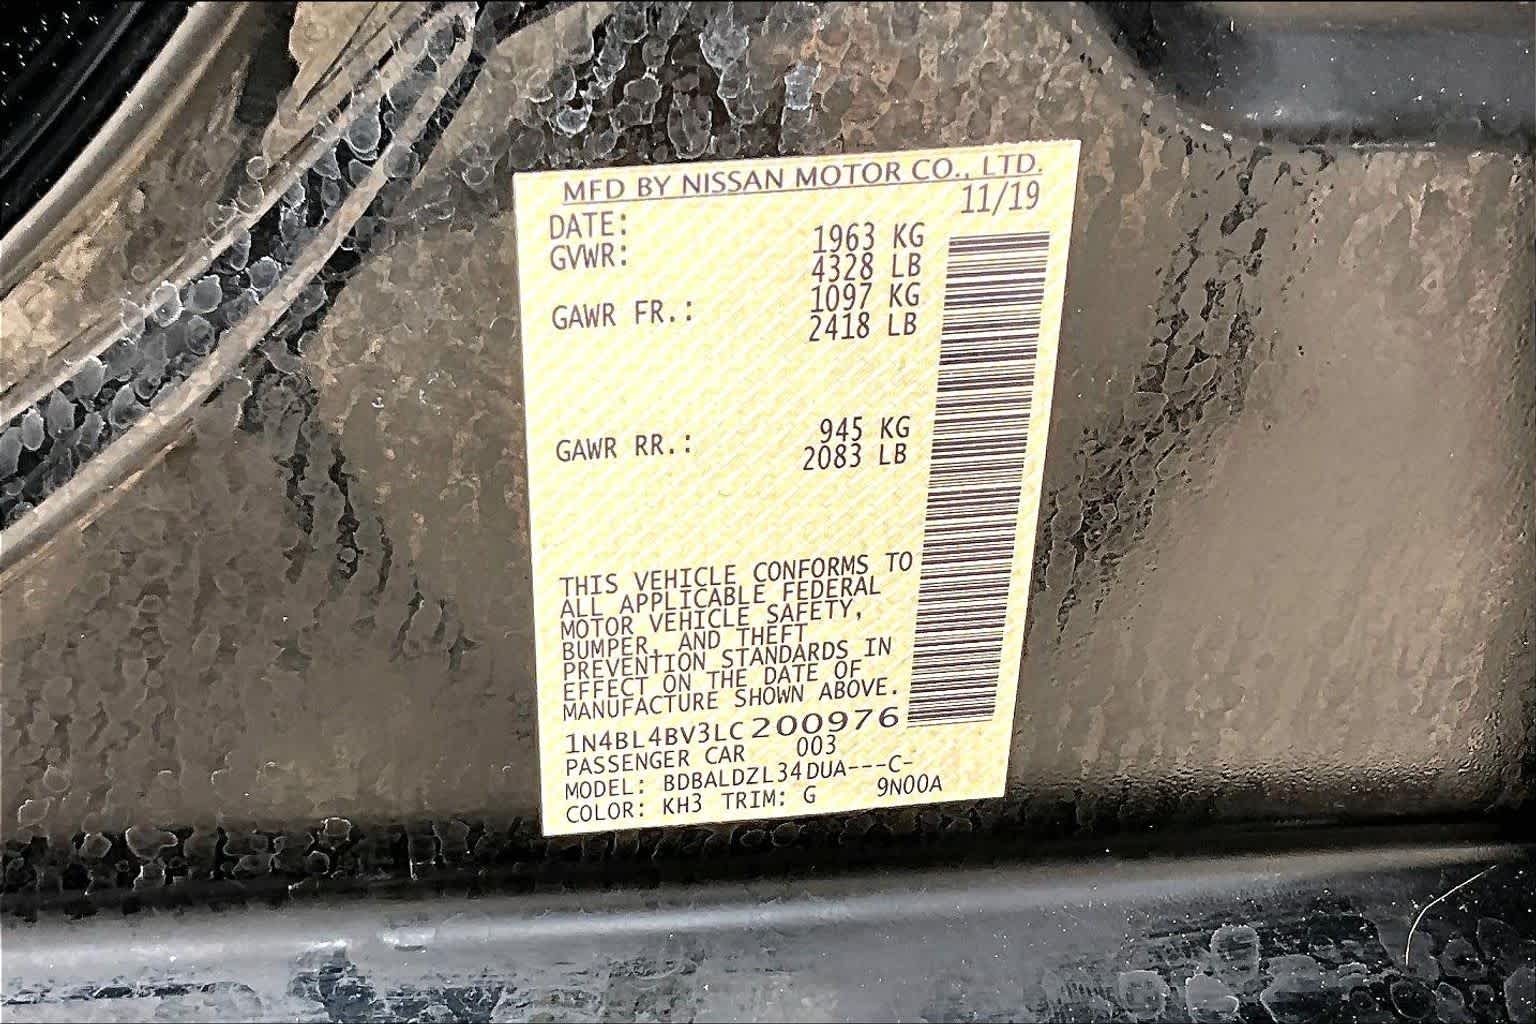 MFD BY NISSAN MOTOR CO., LTD.
DATE: 11/19
GVWR: 1963 KG
4328 LB
GAWR FR.: 1097 KG
2418 LB
GAWR RR.: 945 KG
2083 LB
THIS VEHICLE CONFORMS TO
ALL APPLICABLE FEDERAL
MOTOR VEHICLE SAFETY,
BUMPER, AND THEFT
PREVENTION STANDARDS IN
EFFECT ON THE DATE OF
MANUFACTURE SHOWN ABOVE.
1N4BL4BV3LC200976
PASSENGER CAR 003
MODEL: BDBALDZL34DUA---C-
COLOR: KH3 TRIM: G 9N00A